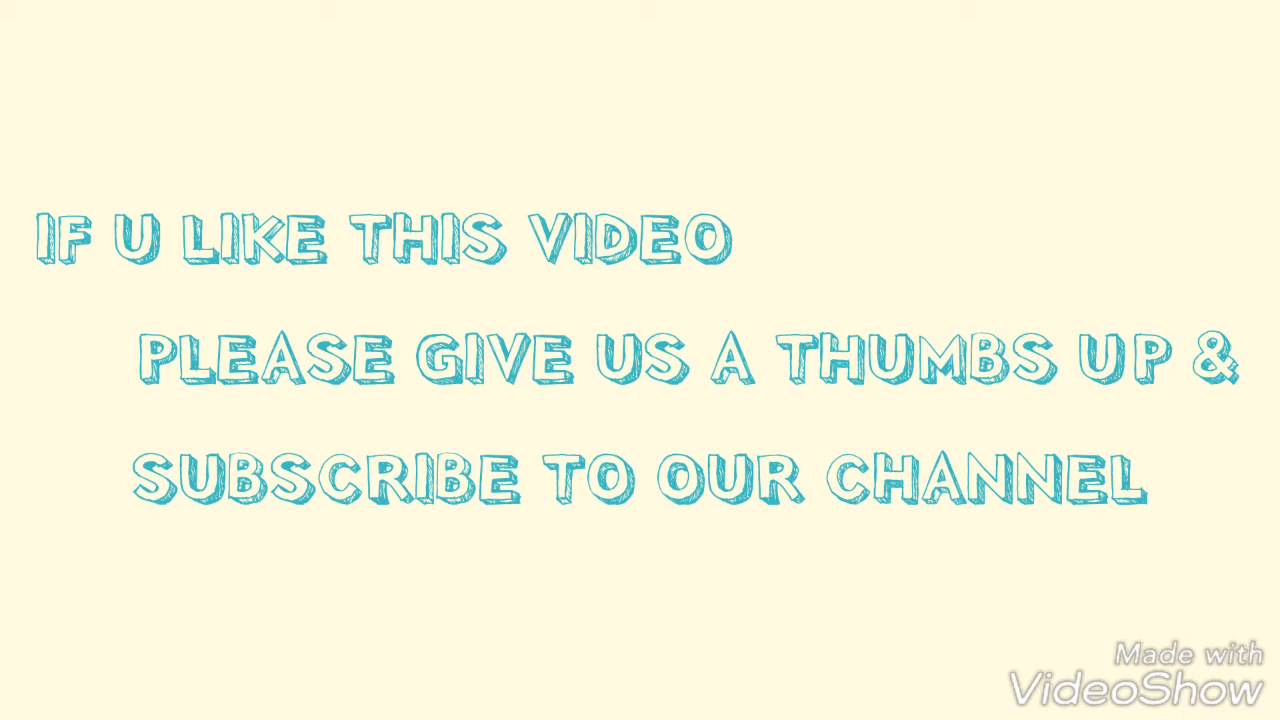 IF U LIKE THIS VIDEO
PLEASE GIVE US A THUMBS UP &
SUBSCRIBE TO OUR CHANNEL
Made with
VideoShow